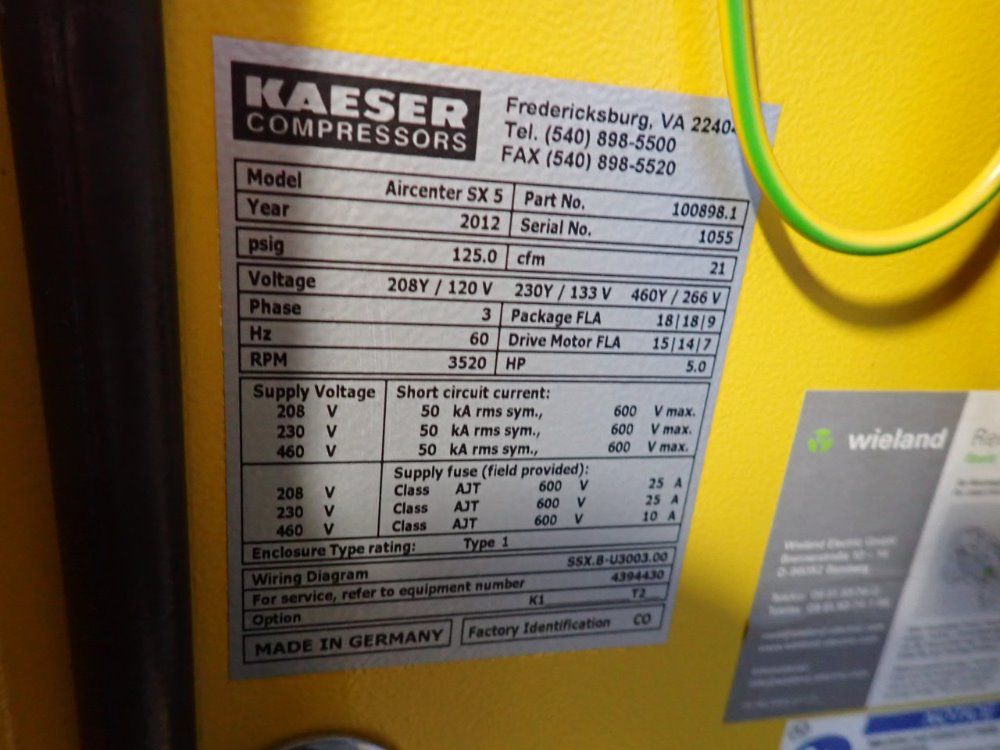 KAESER
COMPRESSORS
Fredericksburg, VA 2240
Tel. (540) 898-5500
FAX (540) 898-5520
Model Aircenter SX 5 Part No. 100898.1
Year 2012 Serial No. 1055
psig 125.0 cfm 21
Voltage 208Y / 120 V 230Y / 133 V 460Y / 266 V
Phase 3 Package FLA 18|18|9
Hz 60 Drive Motor FLA 15|14|7
RPM 3520 HP 5.0
Supply Voltage Short circuit current:
208 V 50 kA rms sym., 600 V max.
230 V 50 kA rms sym., 600 V max.
460 V 50 kA rms sym., 600 V max.
Supply fuse (field provided):
208 V Class AJT 600 V 25 A
230 V Class AJT 600 V 25 A
460 V Class AJT 600 V 10 A
Enclosure Type rating: Type 1
Wiring Diagram SSX.B-U3003.00
For service, refer to equipment number 4394430
Option K1 T2
MADE IN GERMANY Factory Identification CO
wieland